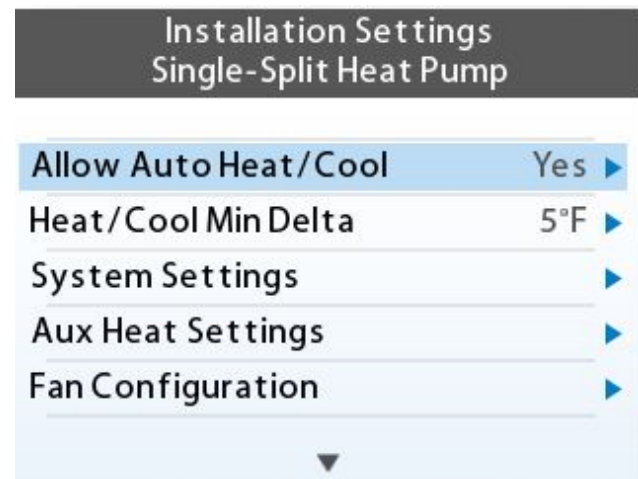 Installation Settings
Single-Split Heat Pump
Allow Auto Heat/Cool Yes
Heat/Cool Min Delta 5°F
System Settings
Aux Heat Settings
Fan Configuration